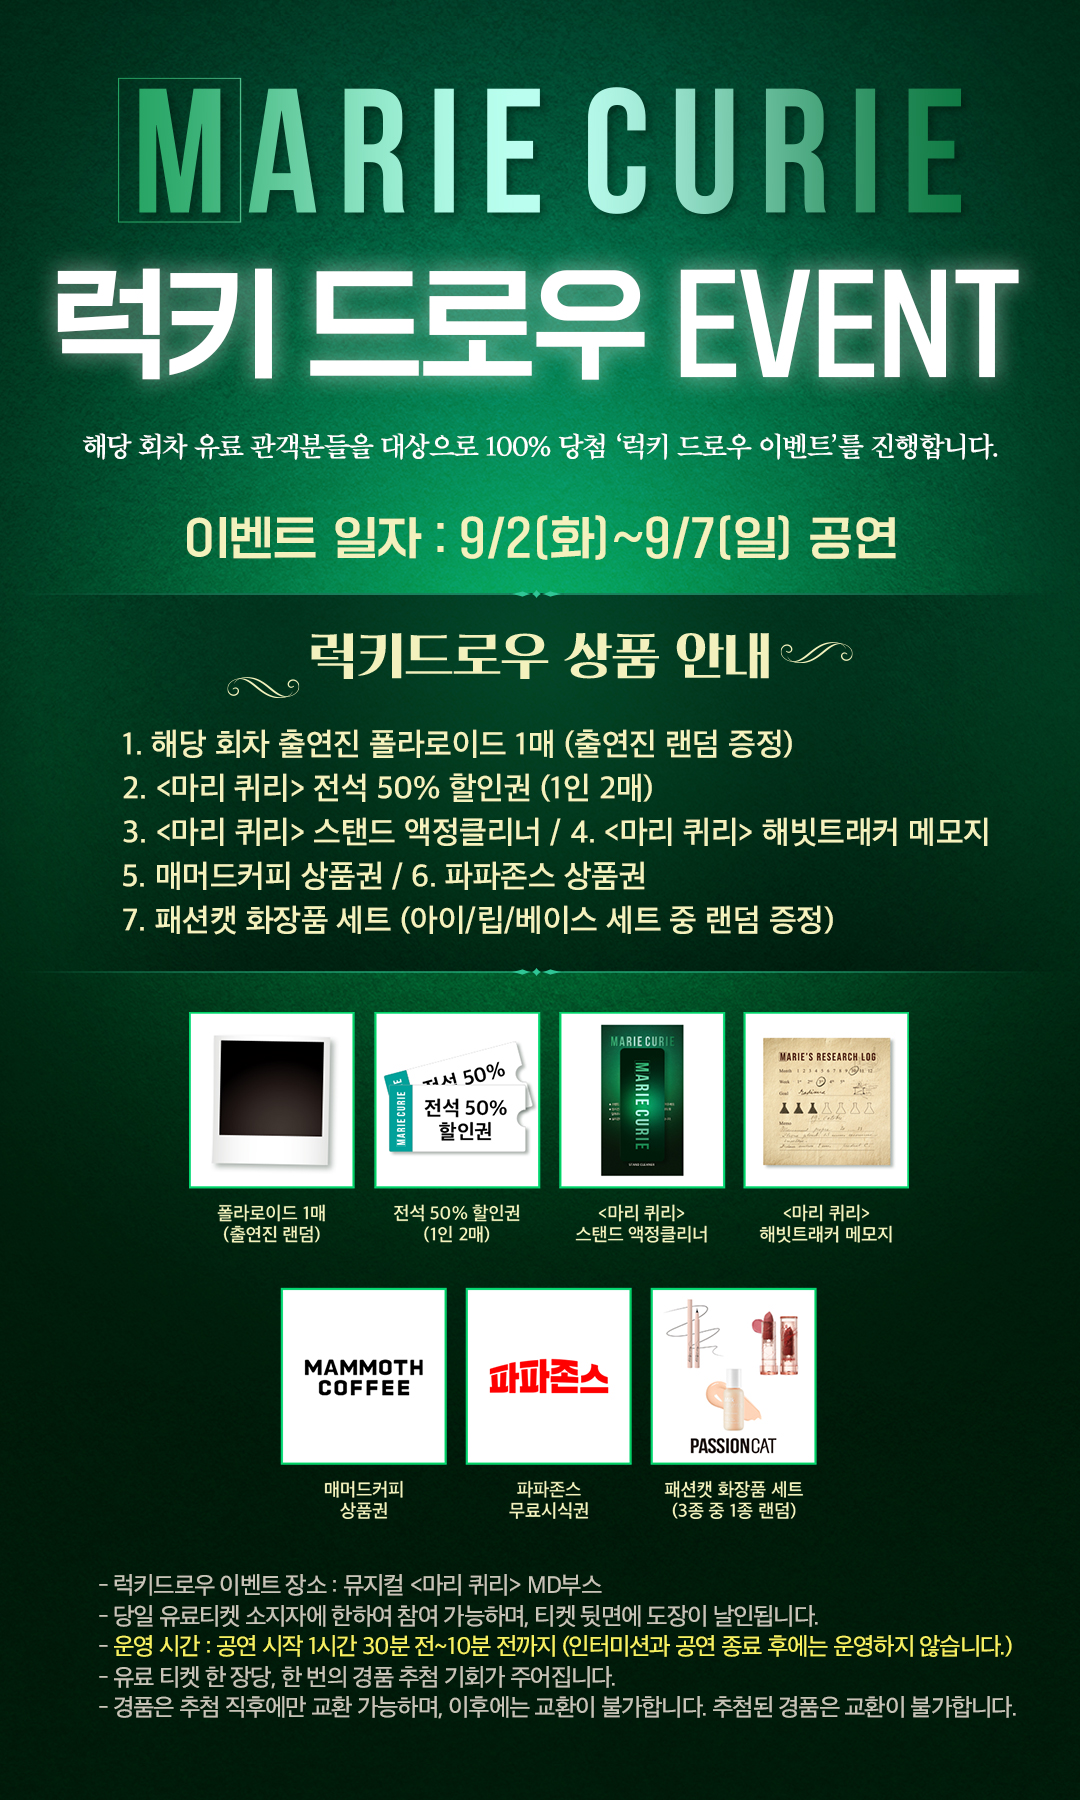 MARIE CURIE
럭키 드로우 EVENT
해당 회차 유료 관객분들을 대상으로 100% 당첨 ‘럭키 드로우 이벤트’를 진행합니다.
이벤트 일자 : 9/2(화)~9/7(일) 공연
럭키드로우 상품 안내
1. 해당 회차 출연진 폴라로이드 1매 (출연진 랜덤 증정)
2. <마리 퀴리> 전석 50% 할인권 (1인 2매)
3. <마리 퀴리> 스탠드 액정클리너 / 4. <마리 퀴리> 해빗트래커 메모지
5. 매머드커피 상품권 / 6. 파파존스 상품권
7. 패션캣 화장품 세트 (아이/립/베이스 세트 중 랜덤 증정)
전석 50%
MARIE CURIE
전석 50%
할인권
MARIE CURIE
MARIE CURIE
MARIE'S RESEARCH LOG
Month 1 2 3 4 5 6 7 8 9 10 11 12
Week 1° 2° 3° 4° 5°
Goal Radiance
Memo
폴라로이드 1매
(출연진 랜덤)
전석 50% 할인권
(1인 2매)
<마리 퀴리>
스탠드 액정클리너
<마리 퀴리>
해빗트래커 메모지
MAMMOTH
COFFEE
파파존스
PASSIONCAT
매머드커피
상품권
파파존스
무료시식권
패션캣 화장품 세트
(3종 중 1종 랜덤)
- 럭키드로우 이벤트 장소 : 뮤지컬 <마리 퀴리> MD부스
- 당일 유료티켓 소지자에 한하여 참여 가능하며, 티켓 뒷면에 도장이 날인됩니다.
- 운영 시간 : 공연 시작 1시간 30분 전~10분 전까지 (인터미션과 공연 종료 후에는 운영하지 않습니다.)
- 유료 티켓 한 장당, 한 번의 경품 추첨 기회가 주어집니다.
- 경품은 추첨 직후에만 교환 가능하며, 이후에는 교환이 불가합니다. 추첨된 경품은 교환이 불가합니다.